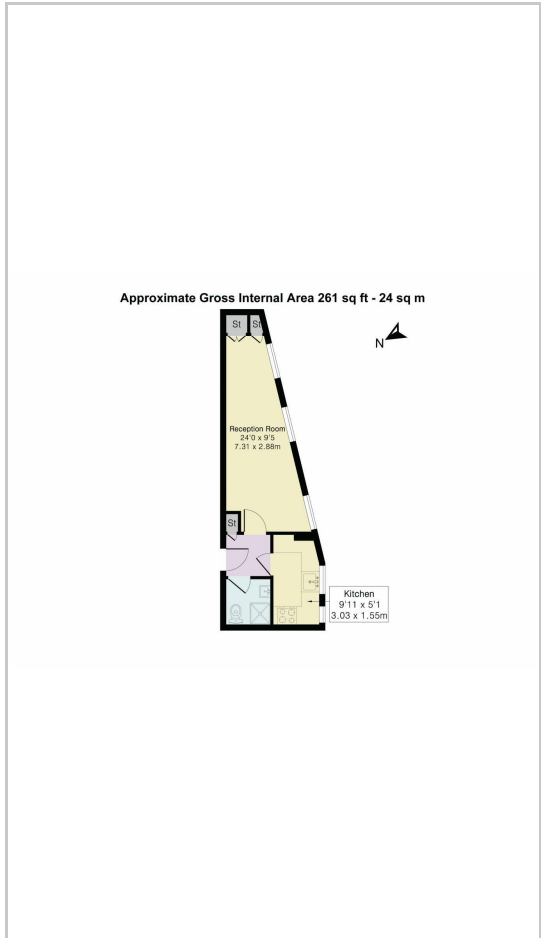 Approximate Gross Internal Area 261 sq ft - 24 sq m
St St
N
Reception Room
24'0 x 9'5
7.31 x 2.88m
St
Kitchen
9'11 x 5'1
3.03 x 1.55m